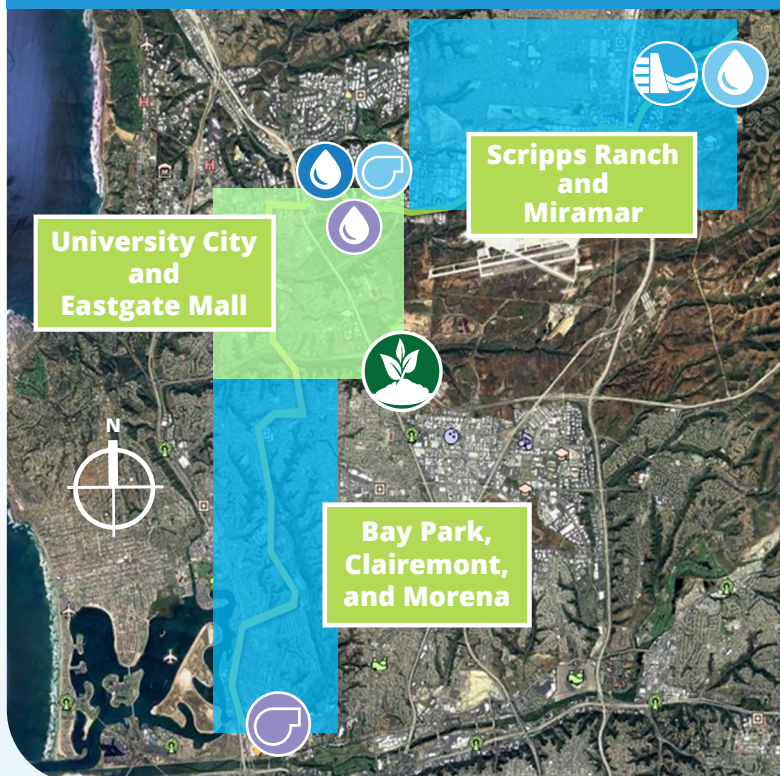 Scripps Ranch
and
Miramar
University City
and
Eastgate Mall
N
Bay Park,
Clairemont,
and Morena